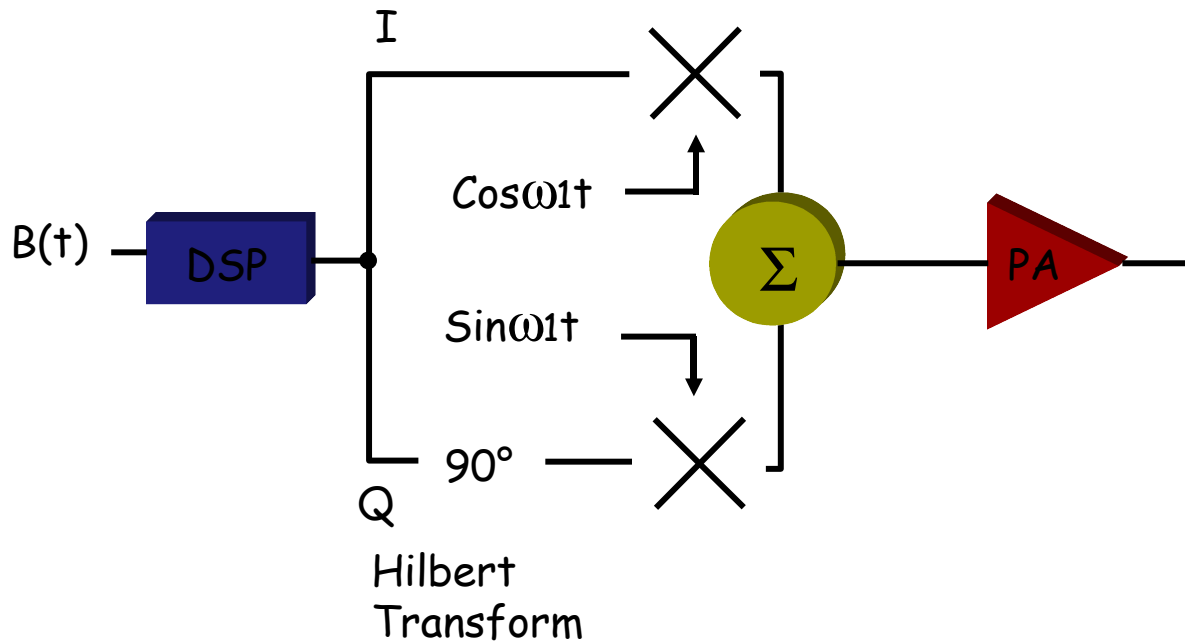 I
Cosω1t
B(t)
DSP
Σ
PA
Sinω1t
90°
Q
Hilbert
Transform